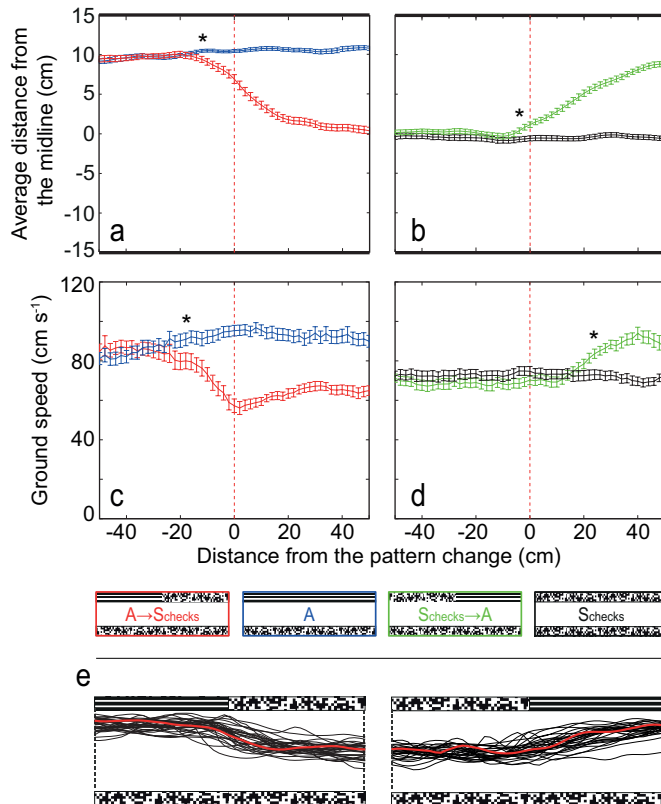 Average distance from
the midline (cm)
15
10
5
0
-5
-10
-15
*
a
*
b
Ground speed (cm s-1)
120
80
40
0
*
c
*
d
-40 -20 0 20 40
-40 -20 0 20 40
Distance from the pattern change (cm)
A→Schecks
A
Schecks→A
Schecks
e